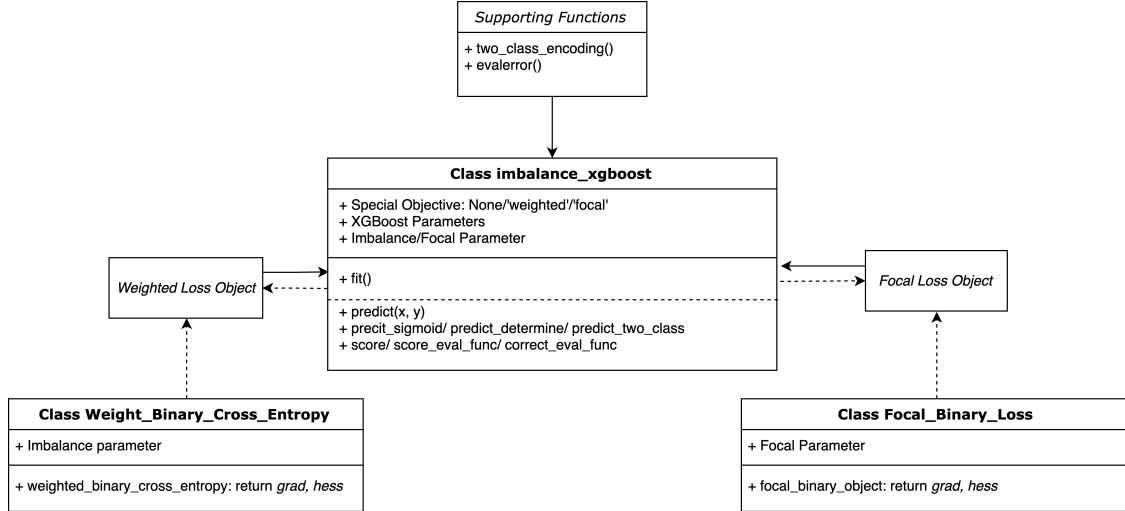 Supporting Functions
+ two_class_encoding()
+ evalerror()
Class imbalance_xgboost
+ Special Objective: None/'weighted'/'focal'
+ XGBoost Parameters
+ Imbalance/Focal Parameter
+ fit()
+ predict(x, y)
+ precit_sigmoid/ predict_determine/ predict_two_class
+ score/ score_eval_func/ correct_eval_func
Weighted Loss Object
Focal Loss Object
Class Weight_Binary_Cross_Entropy
+ Imbalance parameter
+ weighted_binary_cross_entropy: return grad, hess
Class Focal_Binary_Loss
+ Focal Parameter
+ focal_binary_object: return grad, hess